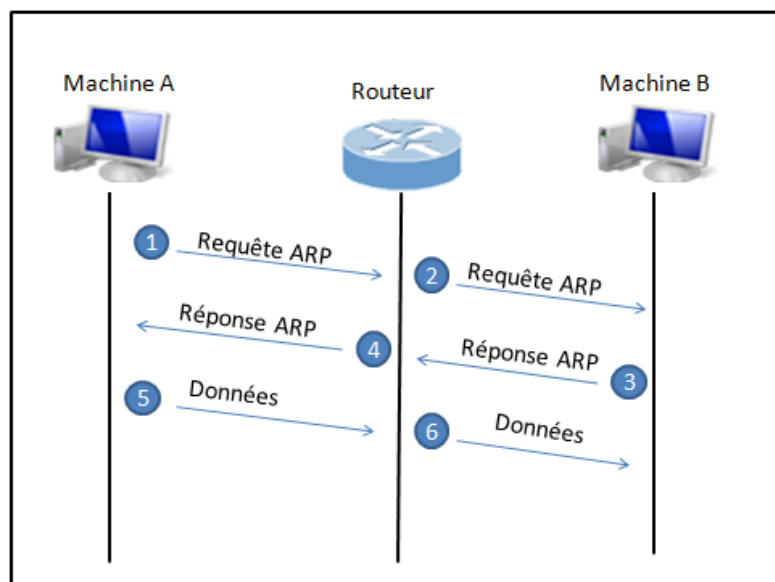 Machine A
Routeur
Machine B
1 Requête ARP
2 Requête ARP
Réponse ARP 4
Réponse ARP 3
5 Données
6 Données